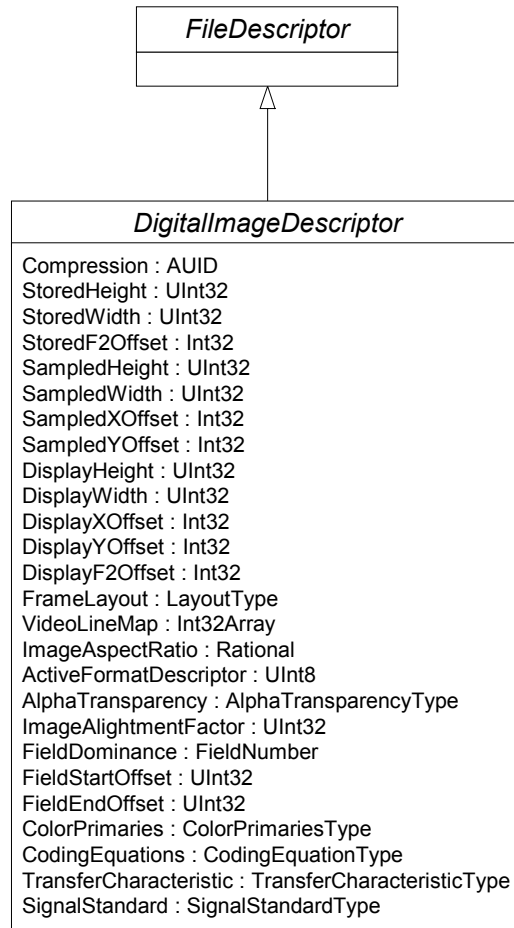 FileDescriptor
DigitalImageDescriptor
Compression : AUID
StoredHeight : UInt32
StoredWidth : UInt32
StoredF2Offset : Int32
SampledHeight : UInt32
SampledWidth : UInt32
SampledXOffset : Int32
SampledYOffset : Int32
DisplayHeight : UInt32
DisplayWidth : UInt32
DisplayXOffset : Int32
DisplayYOffset : Int32
DisplayF2Offset : Int32
FrameLayout : LayoutType
VideoLineMap : Int32Array
ImageAspectRatio : Rational
ActiveFormatDescriptor : UInt8
AlphaTransparency : AlphaTransparencyType
ImageAlightmentFactor : UInt32
FieldDominance : FieldNumber
FieldStartOffset : UInt32
FieldEndOffset : UInt32
ColorPrimaries : ColorPrimariesType
CodingEquations : CodingEquationType
TransferCharacteristic : TransferCharacteristicType
SignalStandard : SignalStandardType